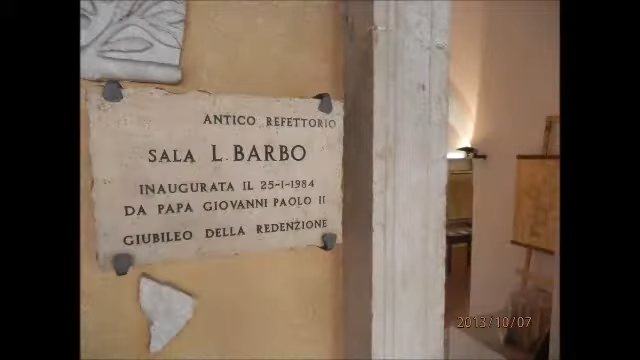 ANTICO REFETTORIO
SALA L. BARBO
INAUGURATA IL 25-1-1984
DA PAPA GIOVANNI PAOLO II
GIUBILEO DELLA REDENZIONE
2013/10/07